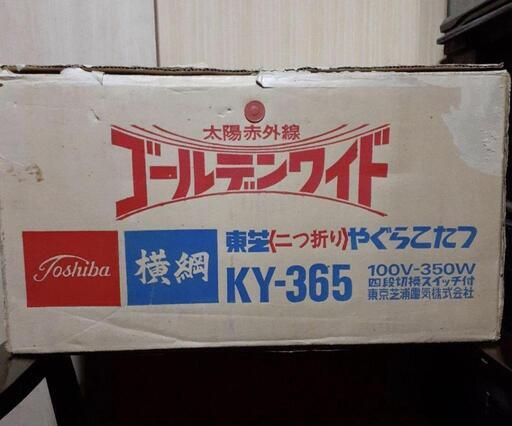 太陽赤外線
ゴールデンワイド
東芝〈二つ折り〉やぐらこたつ
Toshiba
横綱
KY-365
100V-350W
四段切換スイッチ付
東京芝浦電気株式会社